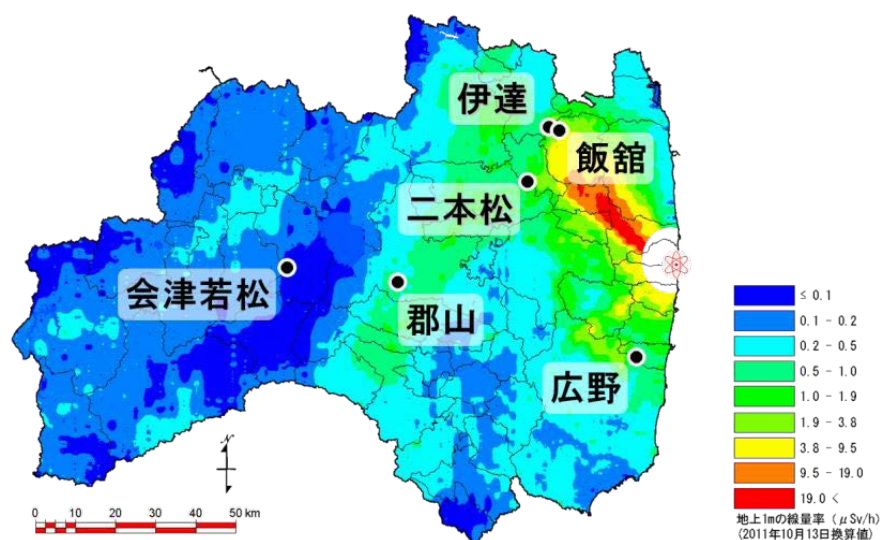 伊達
飯舘
二本松
会津若松
郡山
広野
≤ 0.1
0.1 - 0.2
0.2 - 0.5
0.5 - 1.0
1.0 - 1.9
1.9 - 3.8
3.8 - 9.5
9.5 - 19.0
19.0 <
地上1mの線量率 (μSv/h)
(2011年10月13日換算値)
N
0 10 20 30 40 50 km